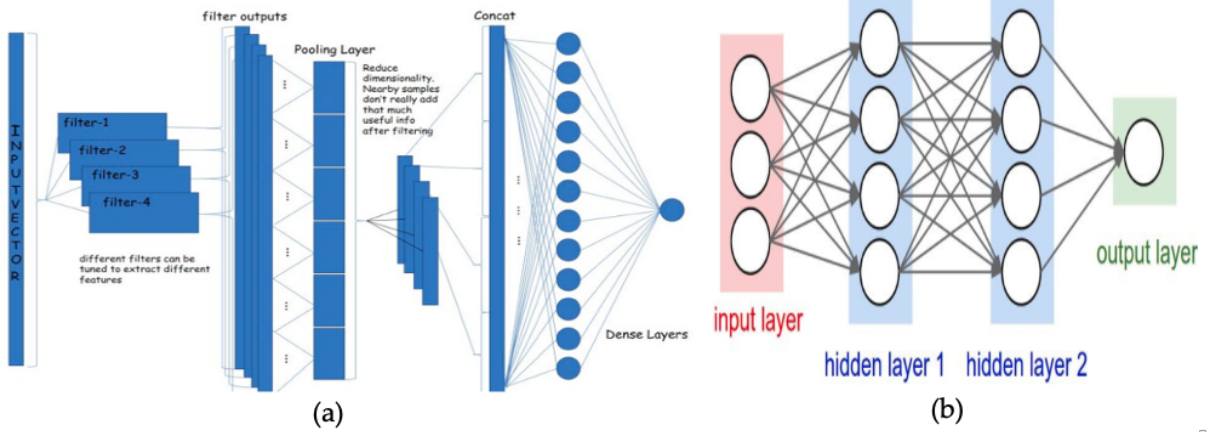 filter outputs
Concat
Pooling Layer
Reduce
dimensionality.
Nearby samples
don't really add
that much
useful info
after filtering
INPUTVECTOR
filter-1
filter-2
filter-3
filter-4
different filters can be
tuned to extract different
features
Dense Layers
(a)
input layer
hidden layer 1
hidden layer 2
output layer
(b)